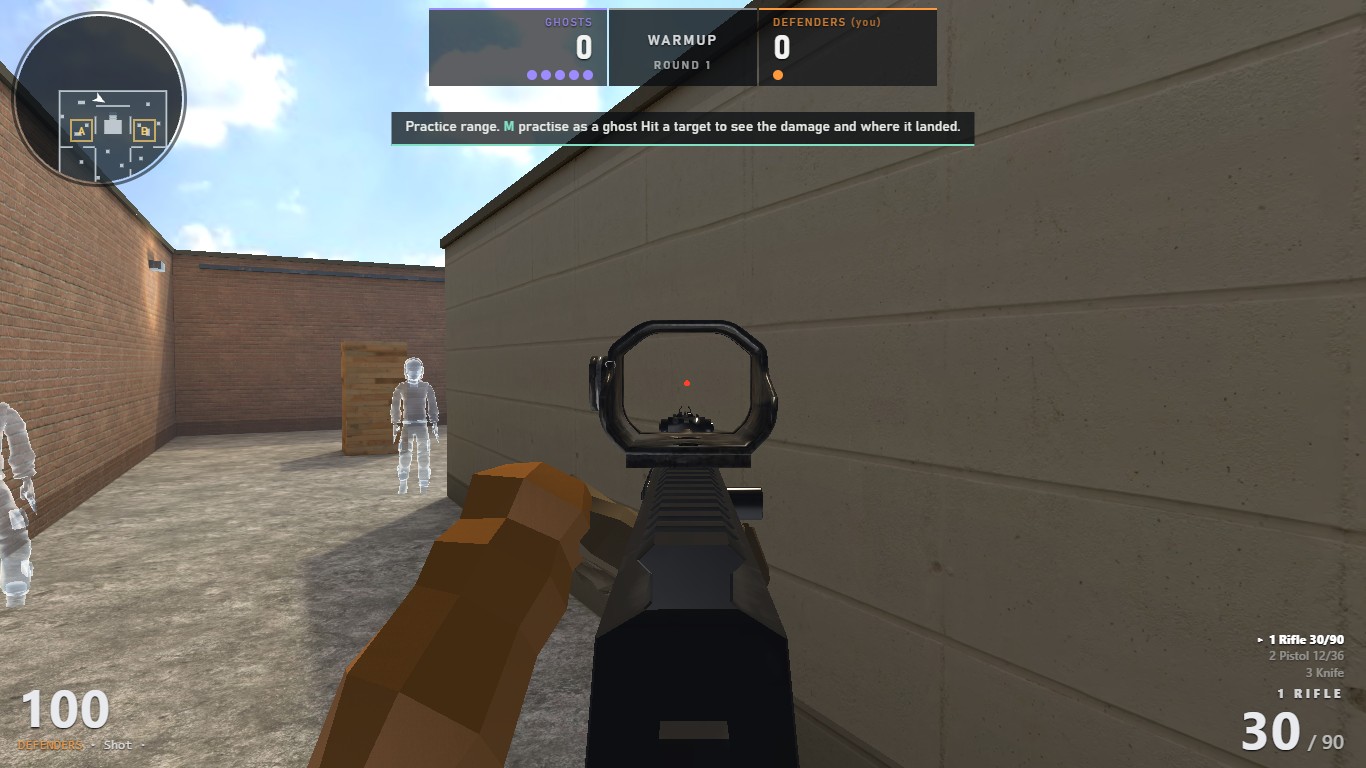 GHOSTS
0
WARMUP
ROUND 1
DEFENDERS (you)
0
Practice range. M practise as a ghost Hit a target to see the damage and where it landed.
A
B
▸ 1 Rifle 30/90
2 Pistol 12/36
3 Knife
1 RIFLE
30 / 90
100
DEFENDERS · Shot ·